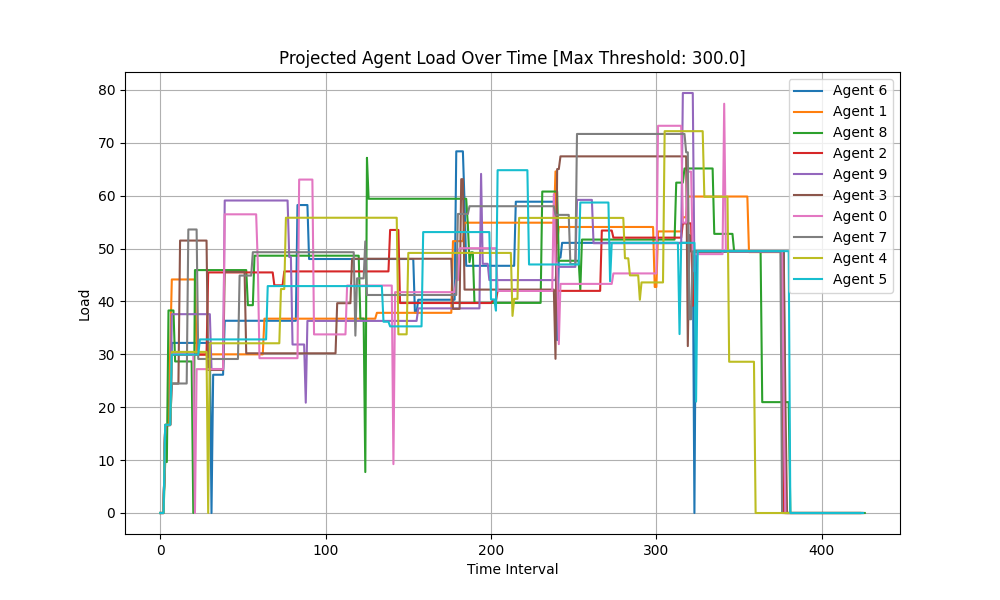 Projected Agent Load Over Time [Max Threshold: 300.0]
Load
80
70
60
50
40
30
20
10
0
0 100 200 300 400
Time Interval
Agent 6
Agent 1
Agent 8
Agent 2
Agent 9
Agent 3
Agent 0
Agent 7
Agent 4
Agent 5